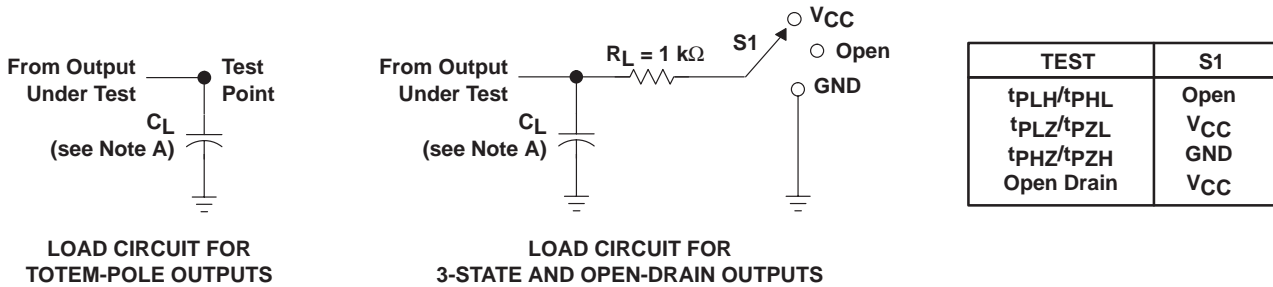 From Output
Under Test
Test
Point
CL
(see Note A)
LOAD CIRCUIT FOR
TOTEM-POLE OUTPUTS
From Output
Under Test
RL = 1 kΩ
S1
VCC
Open
GND
CL
(see Note A)
LOAD CIRCUIT FOR
3-STATE AND OPEN-DRAIN OUTPUTS
TEST S1
tPLH/tPHL Open
tPLZ/tPZL VCC
tPHZ/tPZH GND
Open Drain VCC